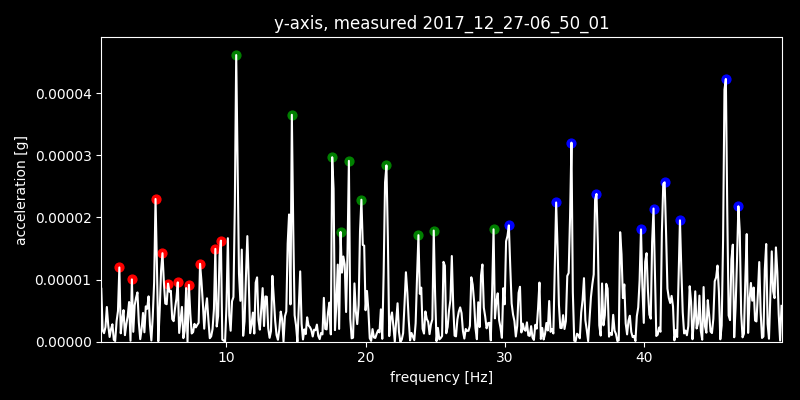 y-axis, measured 2017_12_27-06_50_01
acceleration [g]
0.00004
0.00003
0.00002
0.00001
0.00000
10 20 30 40
frequency [Hz]